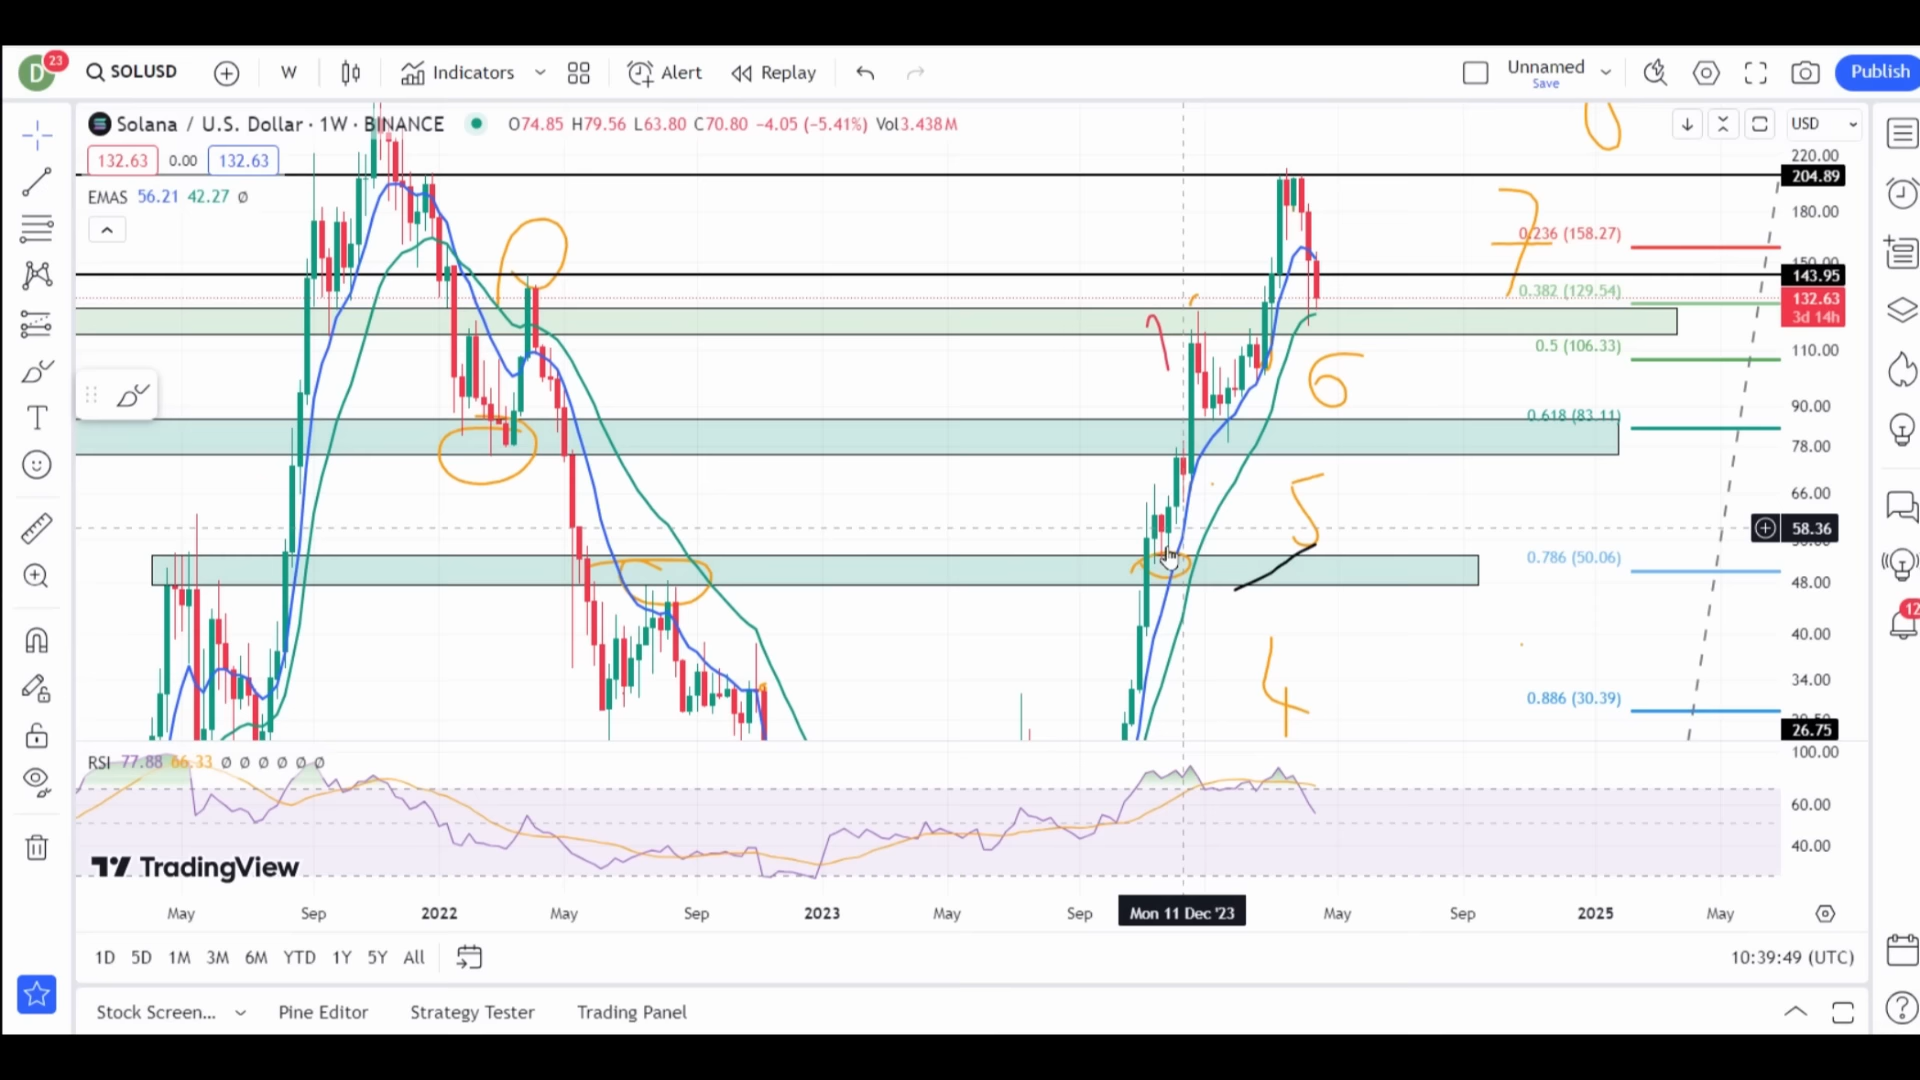 D 23 SOLUSD W Indicators Alert Replay Unnamed Save Publish
Solana / U.S. Dollar · 1W · BINANCE O74.85 H79.56 L63.80 C70.80 −4.05 (−5.41%) Vol3.438M USD
132.63 0.00 132.63
EMAS 56.21 42.27 Ø
220.00
204.89
180.00
7
0.236 (158.27)
143.95
0.382 (129.54)
132.63
3d 14h
0.5 (106.33)
110.00
6
90.00
0.618 (83.11)
78.00
66.00
5
58.36
0.786 (50.06)
48.00
40.00
4
34.00
0.886 (30.39)
26.75
RSI 77.88 66.33 Ø Ø Ø Ø Ø Ø
100.00
60.00
40.00
TradingView
May Sep 2022 May Sep 2023 May Sep Mon 11 Dec '23 May Sep 2025 May
1D 5D 1M 3M 6M YTD 1Y 5Y All 10:39:49 (UTC)
Stock Screen... Pine Editor Strategy Tester Trading Panel
12